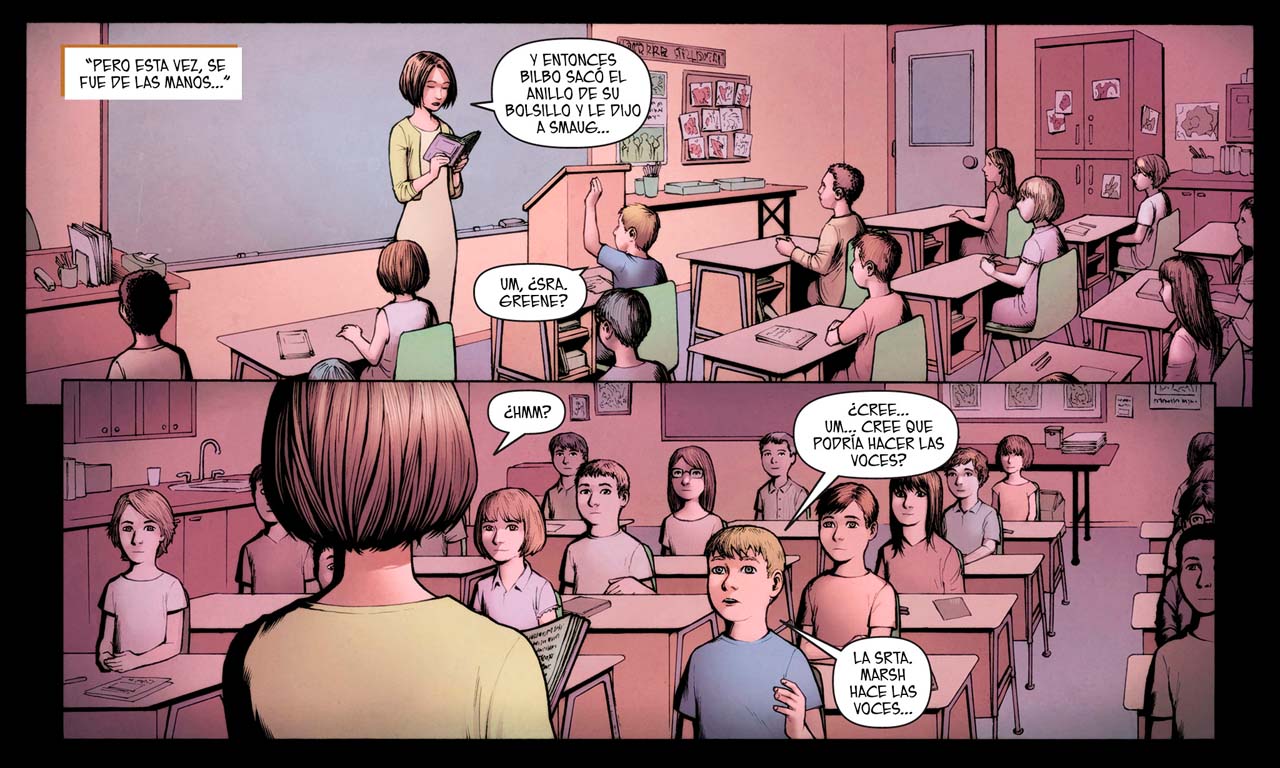 "PERO ESTA VEZ, SE
FUE DE LAS MANOS..."
Y ENTONCES
BILBO SACÓ EL
ANILLO DE SU
BOLSILLO Y LE DIJO
A SMAUG...
UM, ¿SRA.
GREENE?
¿HMM?
¿CREE...
UM... CREE QUE
PODRÍA HACER LAS
VOCES?
LA SRTA.
MARSH
HACE LAS
VOCES...